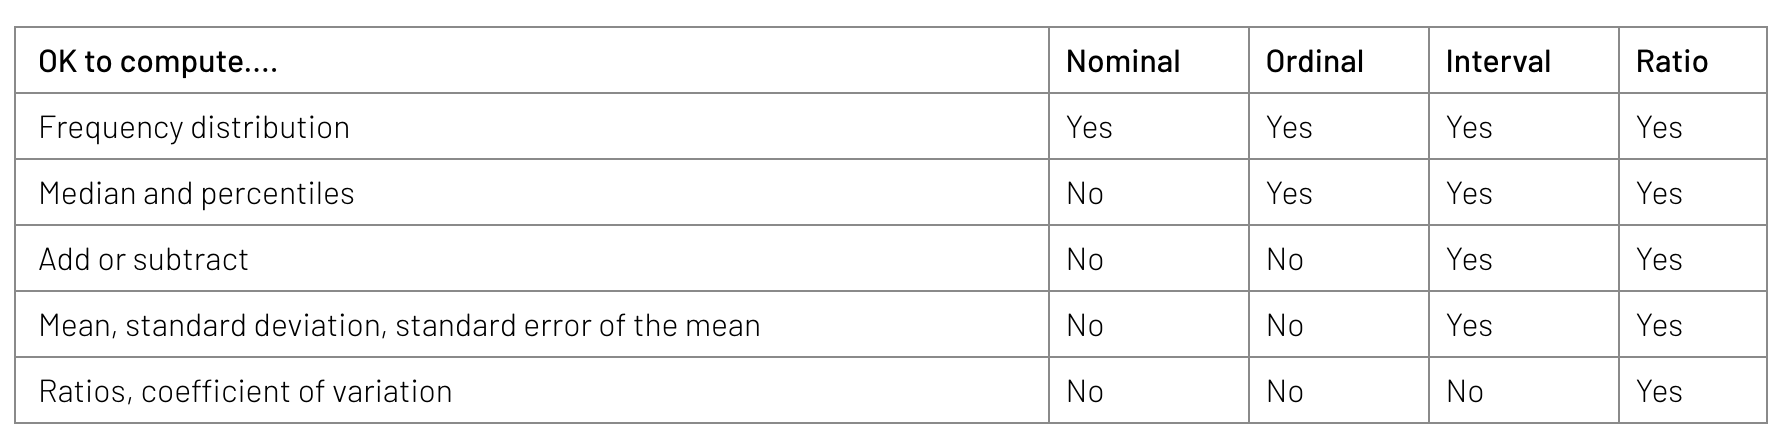 OK to compute.... Nominal Ordinal Interval Ratio
Frequency distribution Yes Yes Yes Yes
Median and percentiles No Yes Yes Yes
Add or subtract No No Yes Yes
Mean, standard deviation, standard error of the mean No No Yes Yes
Ratios, coefficient of variation No No No Yes